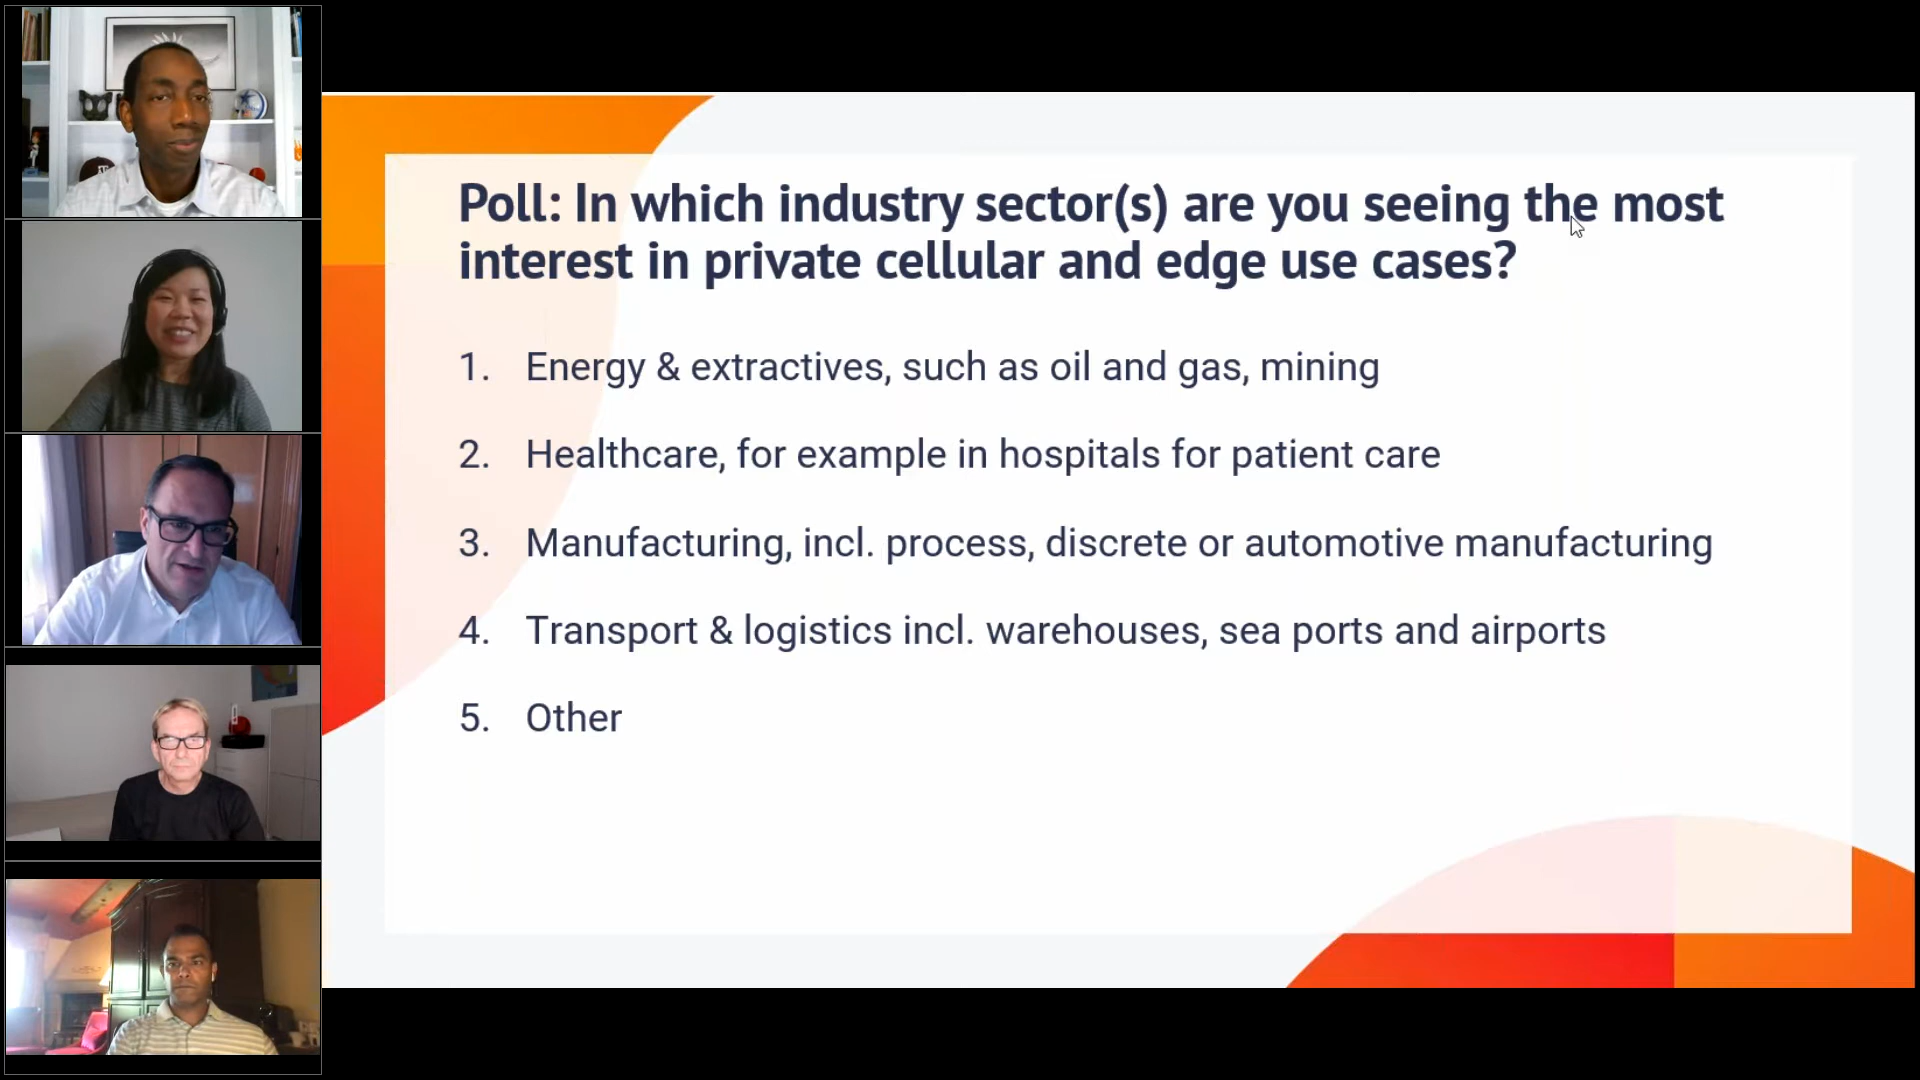 Poll: In which industry sector(s) are you seeing the most
interest in private cellular and edge use cases?
1. Energy & extractives, such as oil and gas, mining
2. Healthcare, for example in hospitals for patient care
3. Manufacturing, incl. process, discrete or automotive manufacturing
4. Transport & logistics incl. warehouses, sea ports and airports
5. Other